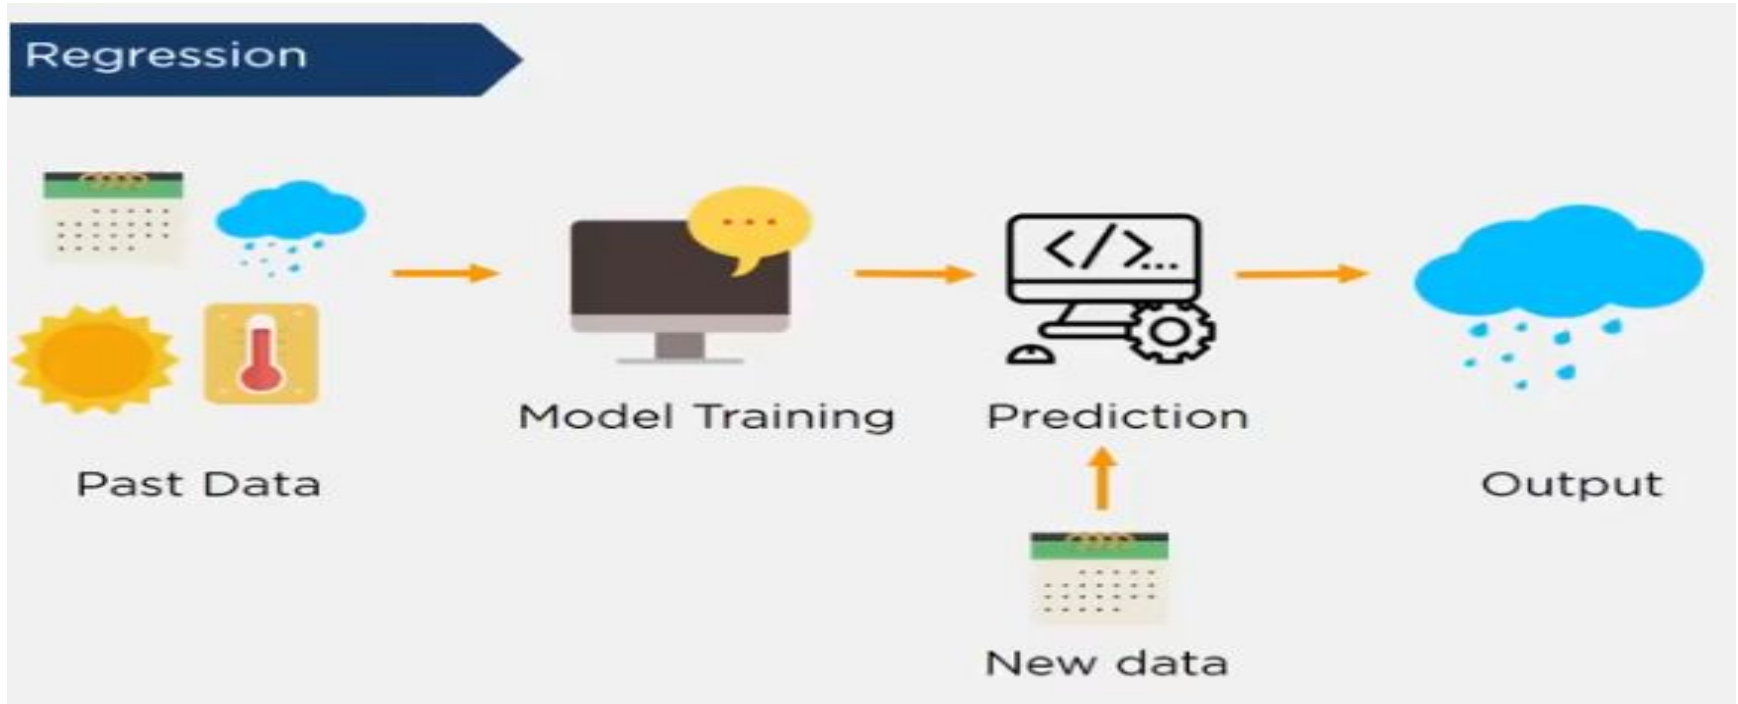 Regression
Model Training
Prediction
Past Data
Output
New data